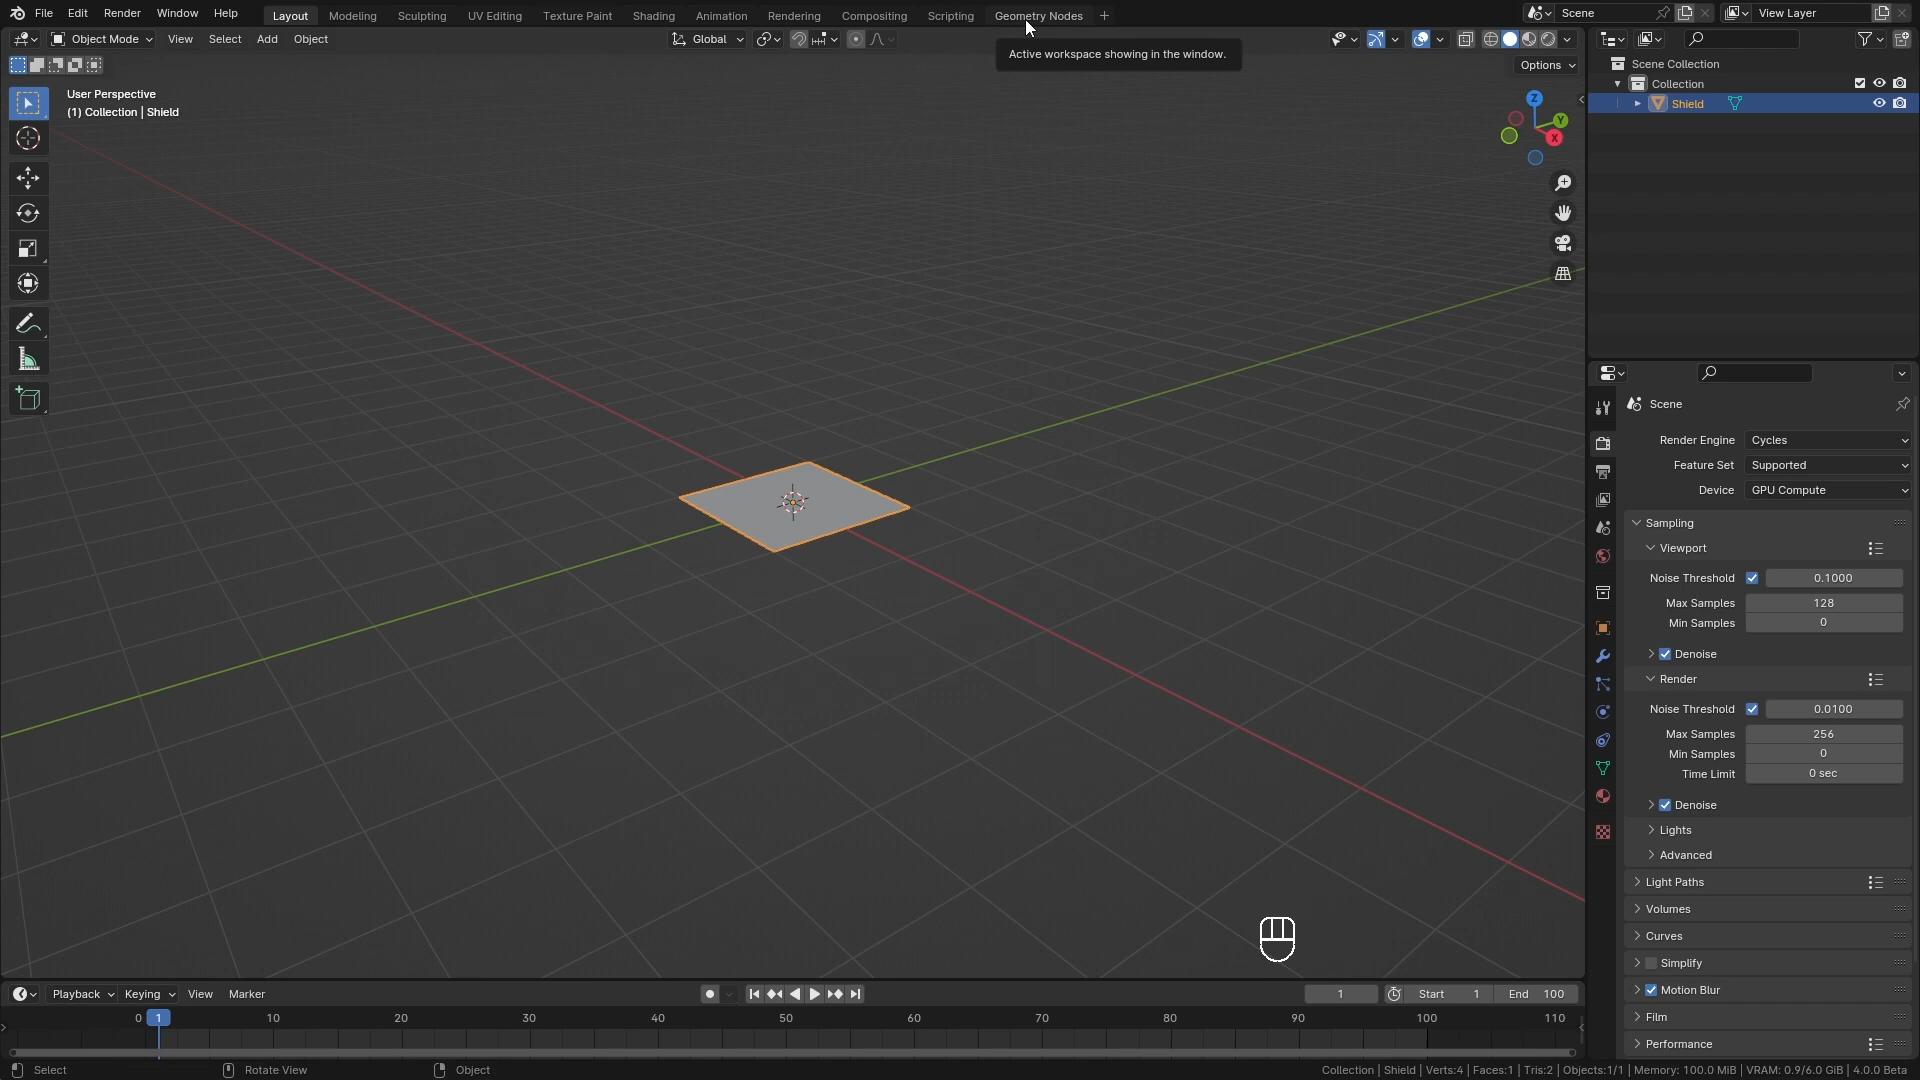 File Edit Render Window Help Layout Modeling Sculpting UV Editing Texture Paint Shading Animation Rendering Compositing Scripting Geometry Nodes + Scene View Layer
Object Mode View Select Add Object Global
Active workspace showing in the window.
Options
User Perspective
(1) Collection | Shield
Z
Y
X
Scene Collection
Collection
Shield
Scene
Render Engine Cycles
Feature Set Supported
Device GPU Compute
Sampling
Viewport
Noise Threshold 0.1000
Max Samples 128
Min Samples 0
Denoise
Render
Noise Threshold 0.0100
Max Samples 256
Min Samples 0
Time Limit 0 sec
Denoise
Lights
Advanced
Light Paths
Volumes
Curves
Simplify
Motion Blur
Film
Performance
Playback Keying View Marker 1 Start 1 End 100
0 1 10 20 30 40 50 60 70 80 90 100 110
Select Rotate View Object Collection | Shield | Verts:4 | Faces:1 | Tris:2 | Objects:1/1 | Memory: 100.0 MiB | VRAM: 0.9/6.0 GiB | 4.0.0 Beta